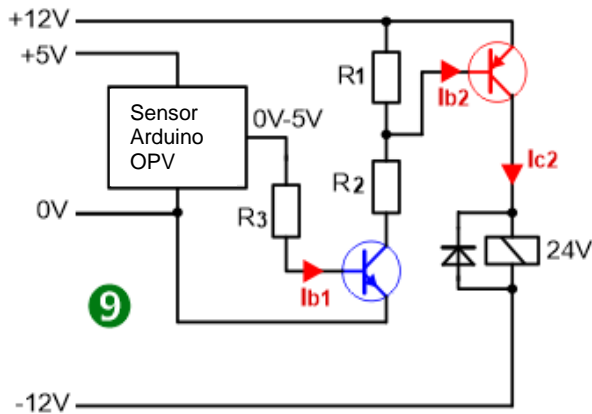 +12V
+5V
Sensor
Arduino
OPV
0V-5V
R1
Ib2
R2
Ic2
0V
R3
24V
Ib1
9
-12V